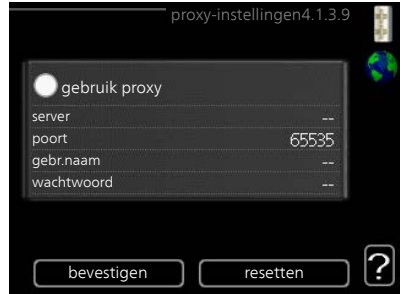 proxy-instellingen4.1.3.9
gebruik proxy
server --
poort 65535
gebr.naam --
wachtwoord --
bevestigen resetten ?